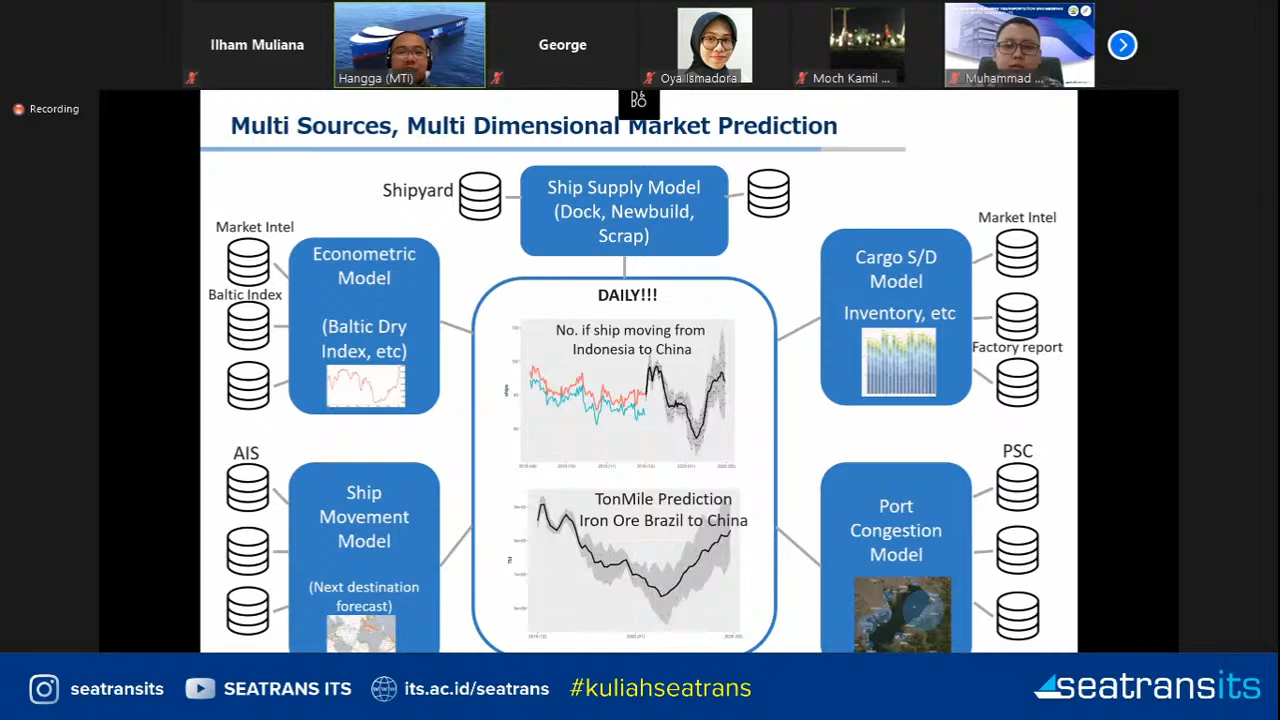 Ilham Muliana
Hangga (MTI)
George
Oya Ismadora
Moch Kamil ...
Muhammad ...
Recording
Multi Sources, Multi Dimensional Market Prediction
Shipyard
Ship Supply Model
(Dock, Newbuild,
Scrap)
Market Intel
Baltic Index
Econometric
Model
(Baltic Dry
Index, etc)
DAILY!!!
No. if ship moving from
Indonesia to China
ships
TonMile Prediction
Iron Ore Brazil to China
TM
Market Intel
Cargo S/D
Model
Inventory, etc
Factory report
AIS
Ship
Movement
Model
(Next destination
forecast)
PSC
Port
Congestion
Model
seatransits
SEATRANS ITS
its.ac.id/seatrans
#kuliahseatrans
seatransits